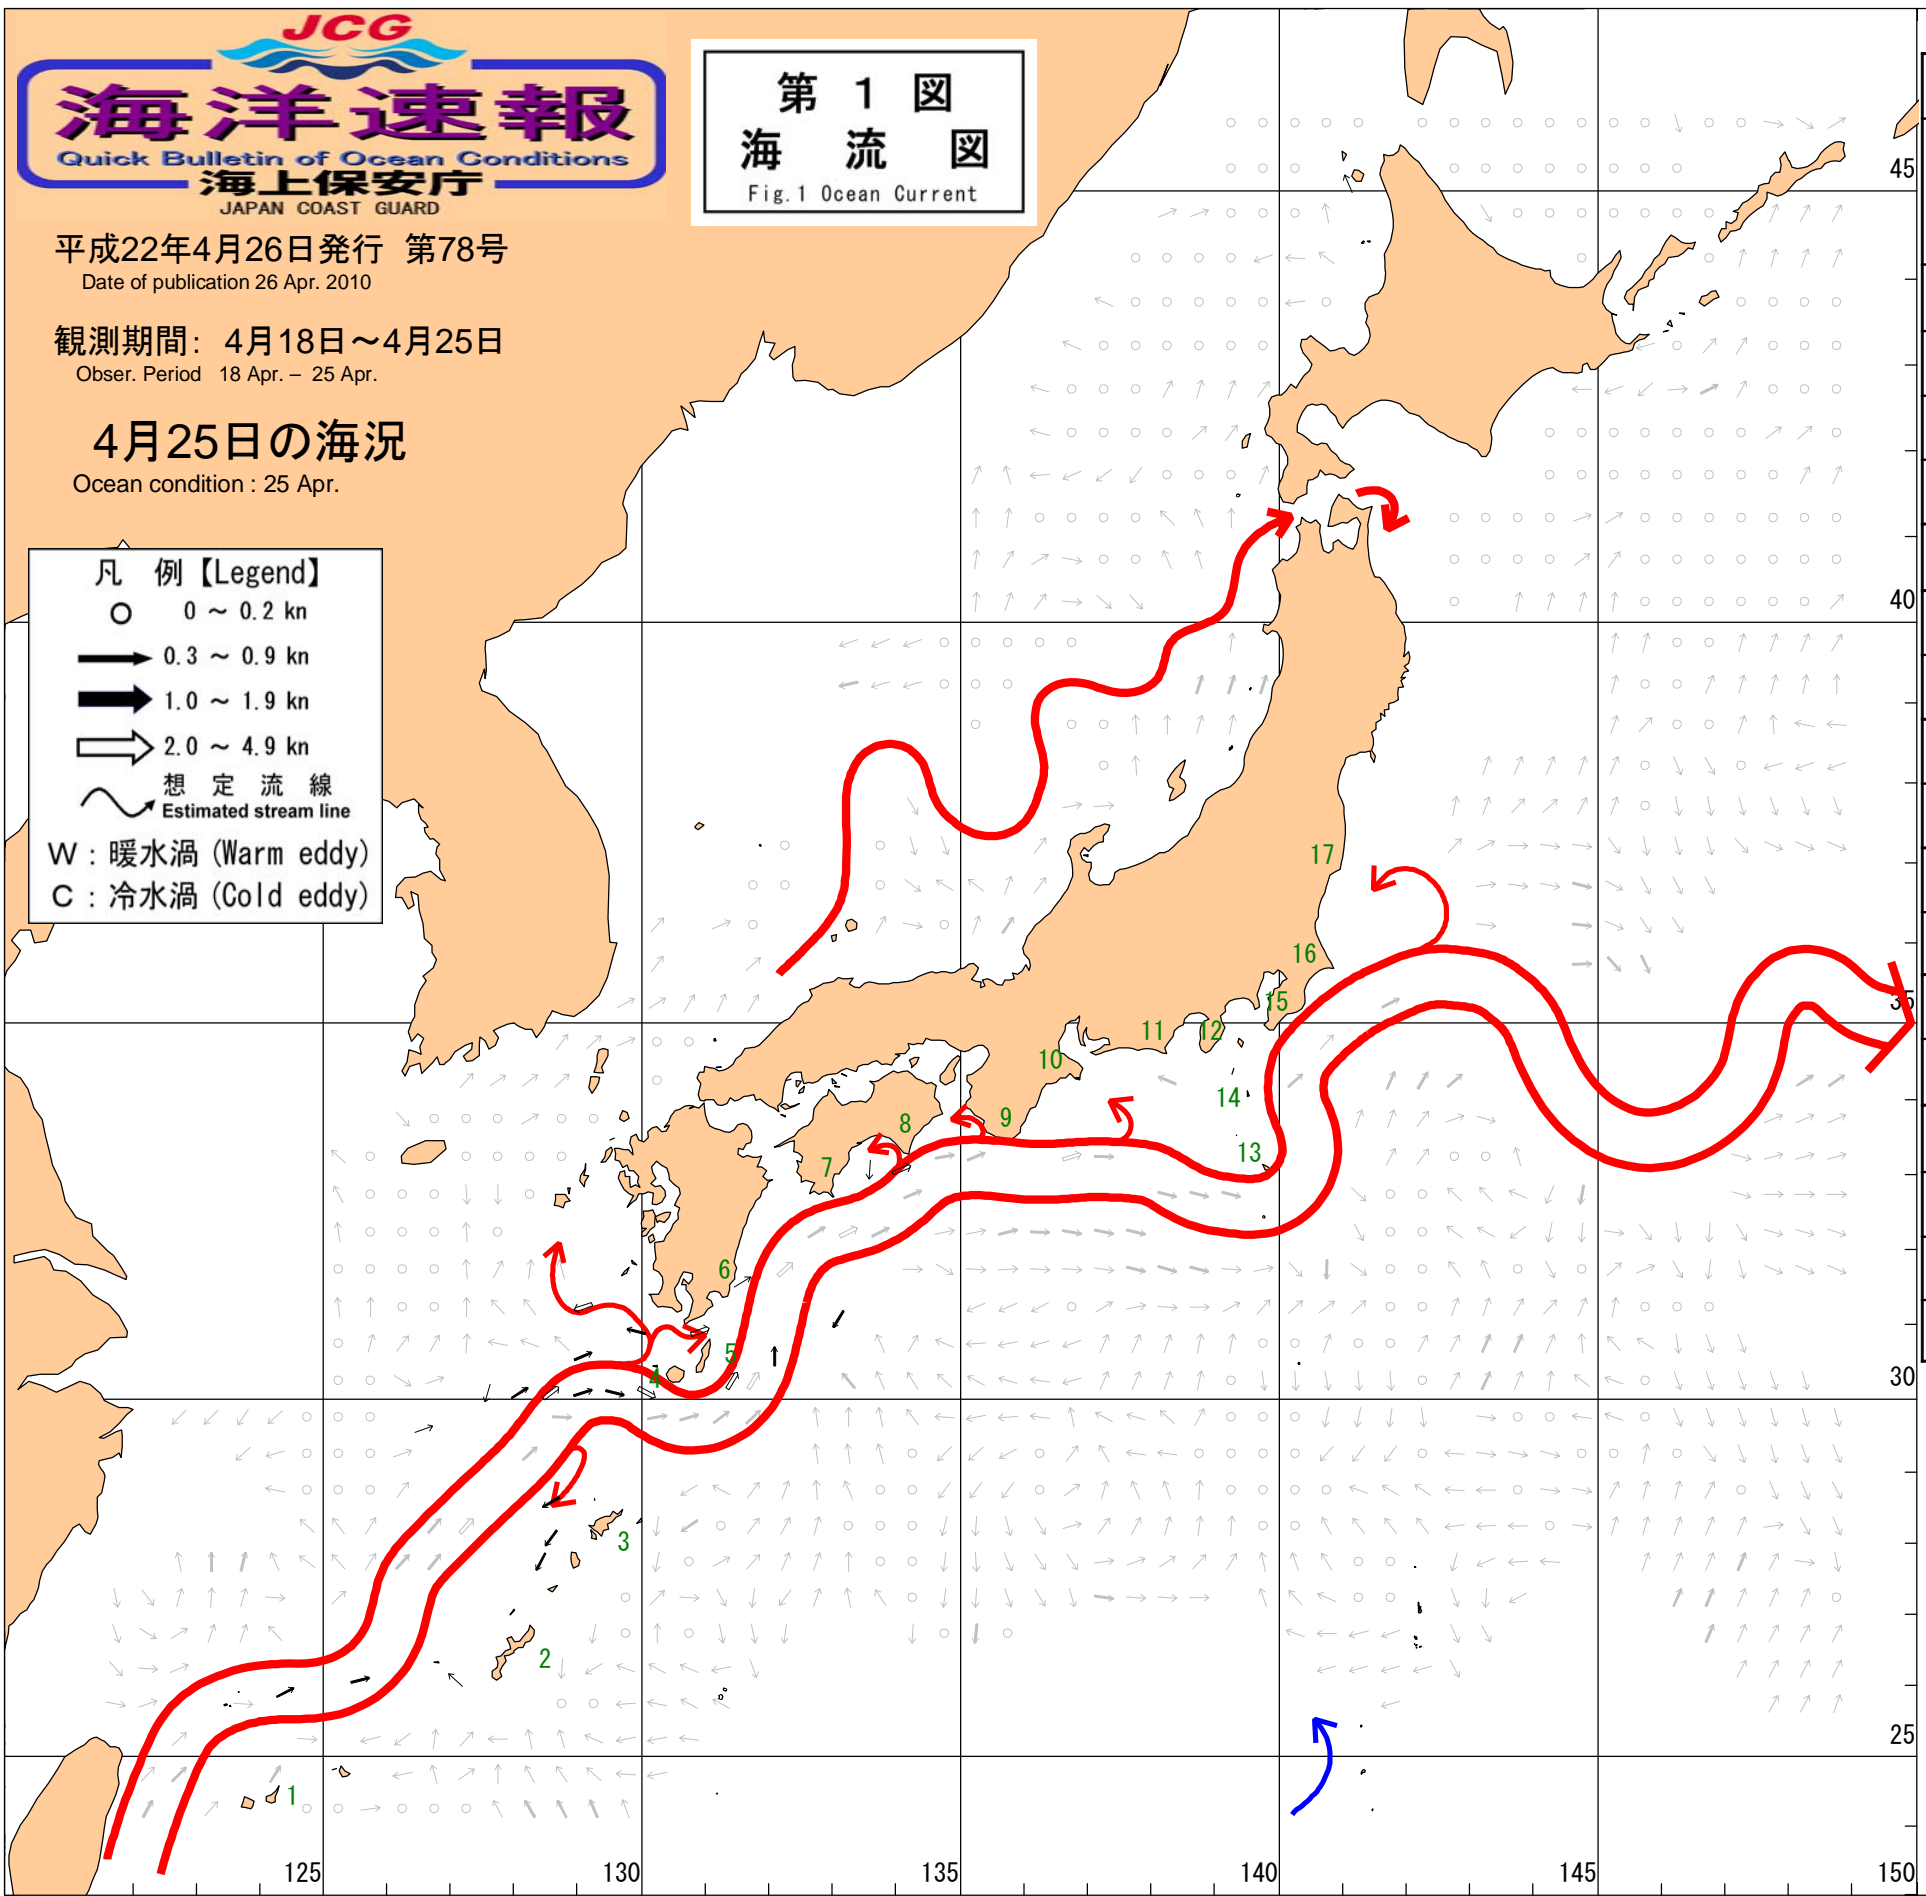 JCG
海洋速報
Quick Bulletin of Ocean Conditions
海上保安庁
JAPAN COAST GUARD
第 1 図
海 流 図
Fig.1 Ocean Current
平成22年4月26日発行 第78号
Date of publication 26 Apr. 2010
観測期間: 4月18日～4月25日
Obser. Period 18 Apr. – 25 Apr.
4月25日の海況
Ocean condition : 25 Apr.
凡 例【Legend】
0 ～ 0.2 kn
0.3 ～ 0.9 kn
1.0 ～ 1.9 kn
2.0 ～ 4.9 kn
想 定 流 線
Estimated stream line
W : 暖水渦 (Warm eddy)
C : 冷水渦 (Cold eddy)
45
40
17
16
35
15
11
12
10
14
9
8
13
7
6
5
4
30
3
2
25
1
125
130
135
140
145
150